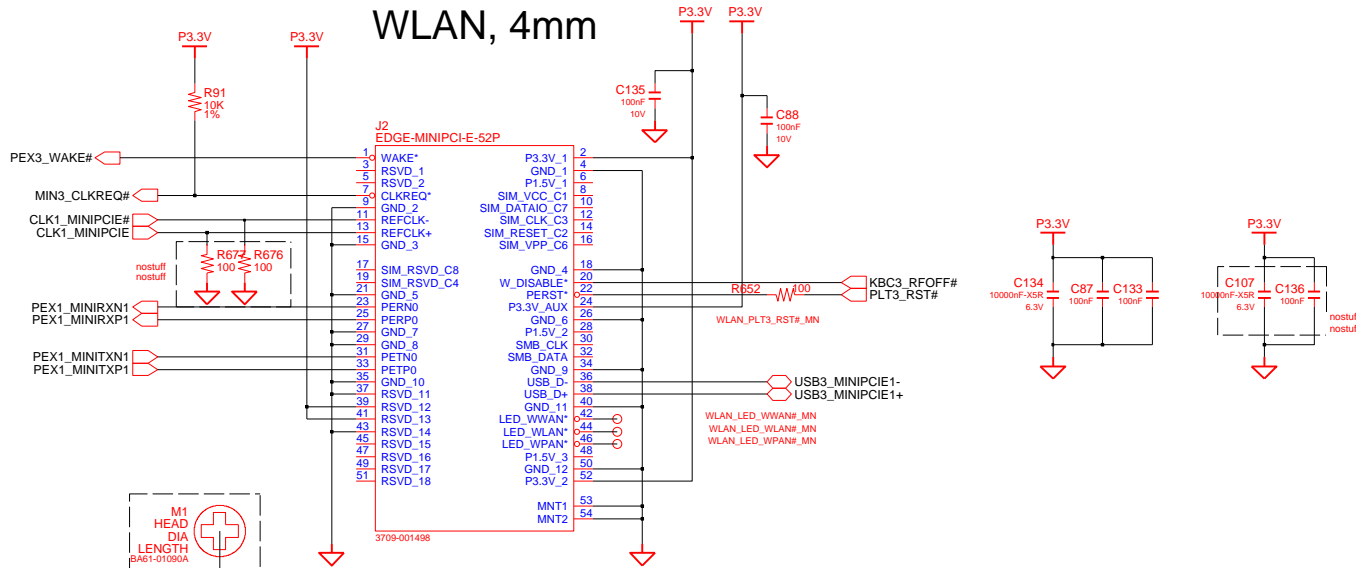 WLAN, 4mm
P3.3V
P3.3V
P3.3V
P3.3V
R91
10K
1%
C135
100nF
10V
C88
100nF
10V
J2
EDGE-MINIPCI-E-52P
PEX3_WAKE#
MIN3_CLKREQ#
CLK1_MINIPCIE#
CLK1_MINIPCIE
R677
100
R676
100
nostuff
nostuff
PEX1_MINIRXN1
PEX1_MINIRXP1
PEX1_MINITXN1
PEX1_MINITXP1
1 WAKE*
3 RSVD_1
5 RSVD_2
7 CLKREQ*
9 GND_2
11 REFCLK-
13 REFCLK+
15 GND_3
17 SIM_RSVD_C8
19 SIM_RSVD_C4
21 GND_5
23 PERN0
25 PERP0
27 GND_7
29 GND_8
31 PETN0
33 PETP0
35 GND_10
37 RSVD_11
39 RSVD_12
41 RSVD_13
43 RSVD_14
45 RSVD_15
47 RSVD_16
49 RSVD_17
51 RSVD_18
P3.3V_1 2
GND_1 4
P1.5V_1 6
SIM_VCC_C1 8
SIM_DATAIO_C7 10
SIM_CLK_C3 12
SIM_RESET_C2 14
SIM_VPP_C6 16
GND_4 18
W_DISABLE* 20
PERST* 22
P3.3V_AUX 24
GND_6 26
P1.5V_2 28
SMB_CLK 30
SMB_DATA 32
GND_9 34
USB_D- 36
USB_D+ 38
GND_11 40
LED_WWAN* 42
LED_WLAN* 44
LED_WPAN* 46
P1.5V_3 48
GND_12 50
P3.3V_2 52
MNT1 53
MNT2 54
3709-001498
R652
100
KBC3_RFOFF#
PLT3_RST#
WLAN_PLT3_RST#_MN
USB3_MINIPCIE1-
USB3_MINIPCIE1+
WLAN_LED_WWAN#_MN
WLAN_LED_WLAN#_MN
WLAN_LED_WPAN#_MN
P3.3V
C134
10000nF-X5R
6.3V
C87
100nF
C133
100nF
P3.3V
C107
10000nF-X5R
6.3V
C136
100nF
nostuff
nostuff
M1
HEAD
DIA
LENGTH
BA61-01090A